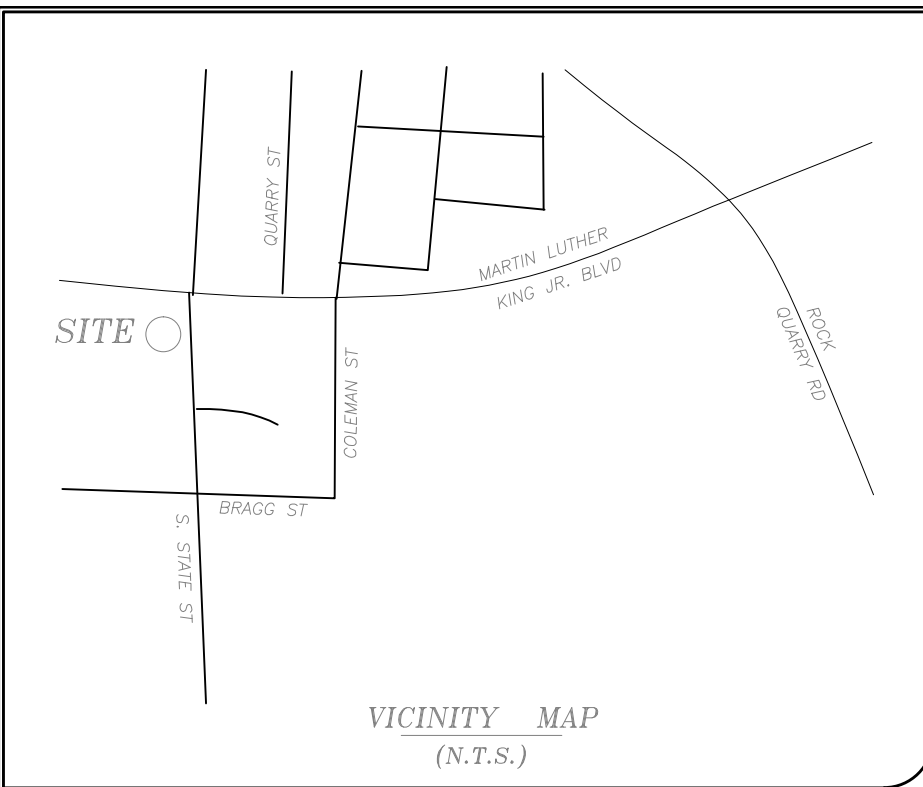 QUARRY ST
MARTIN LUTHER
KING JR. BLVD
SITE
ROCK
QUARRY RD
COLEMAN ST
BRAGG ST
S. STATE ST
VICINITY MAP
(N.T.S.)